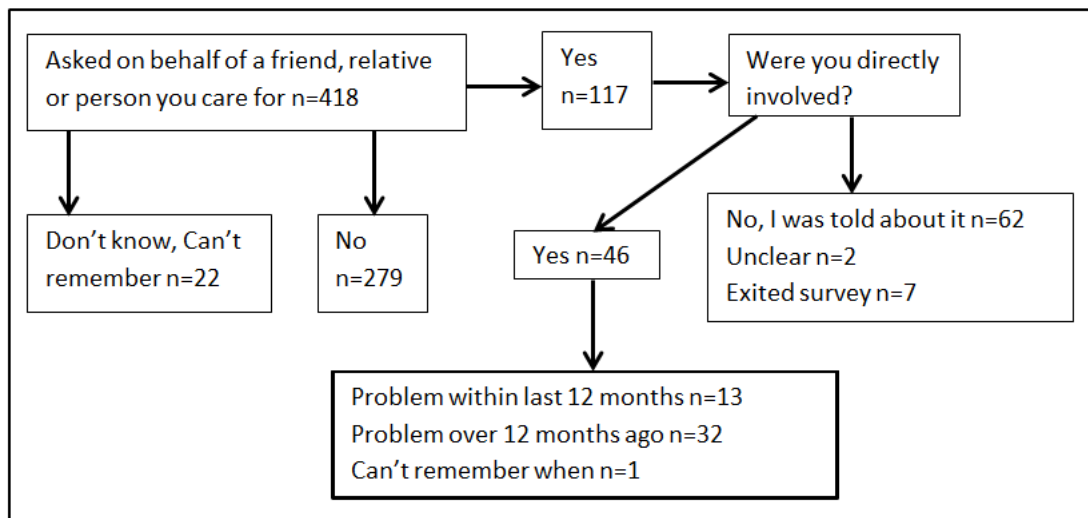 Asked on behalf of a friend, relative
or person you care for n=418
Yes
n=117
Were you directly
involved?
Don’t know, Can’t
remember n=22
No
n=279
Yes n=46
No, I was told about it n=62
Unclear n=2
Exited survey n=7
Problem within last 12 months n=13
Problem over 12 months ago n=32
Can’t remember when n=1